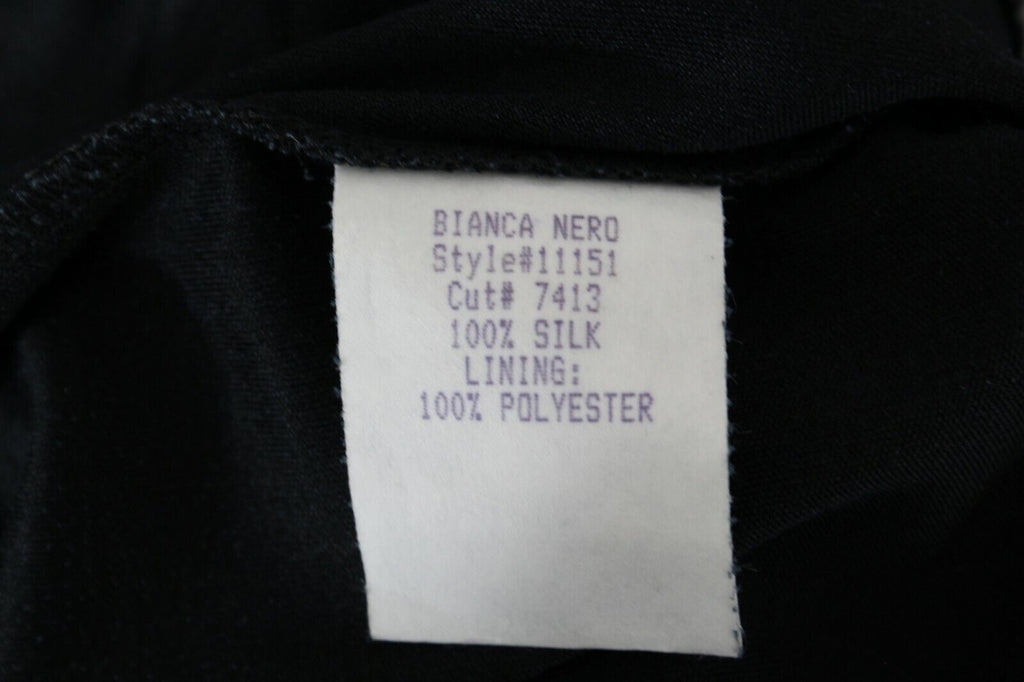 BIANCA NERO
Style#11151
Cut# 7413
100% SILK
LINING:
100% POLYESTER